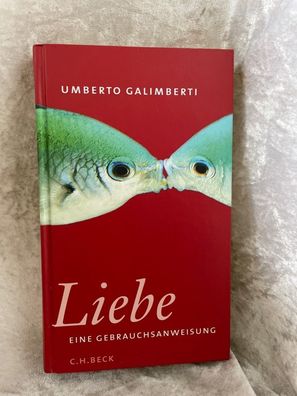 UMBERTO GALIMBERTI
Liebe
EINE GEBRAUCHSANWEISUNG
C.H.BECK